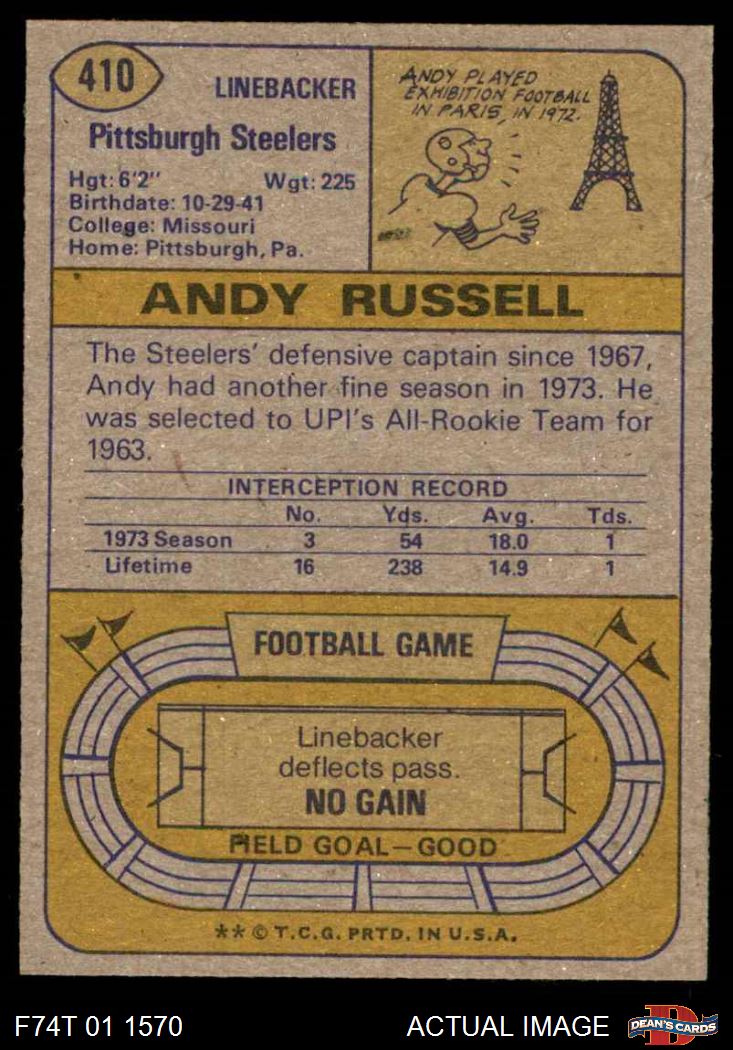 410
LINEBACKER
Pittsburgh Steelers
Hgt: 6'2" Wgt: 225
Birthdate: 10-29-41
College: Missouri
Home: Pittsburgh, Pa.
ANDY PLAYED
EXHIBITION FOOTBALL
IN PARIS, IN 1972.
ANDY RUSSELL
The Steelers' defensive captain since 1967,
Andy had another fine season in 1973. He
was selected to UPI's All-Rookie Team for
1963.
INTERCEPTION RECORD
No. Yds. Avg. Tds.
1973 Season 3 54 18.0 1
Lifetime 16 238 14.9 1
FOOTBALL GAME
Linebacker
deflects pass.
NO GAIN
FIELD GOAL—GOOD
** © T.C.G. PRTD. IN U.S.A.
F74T 01 1570 ACTUAL IMAGE
D
DEAN'S CARDS